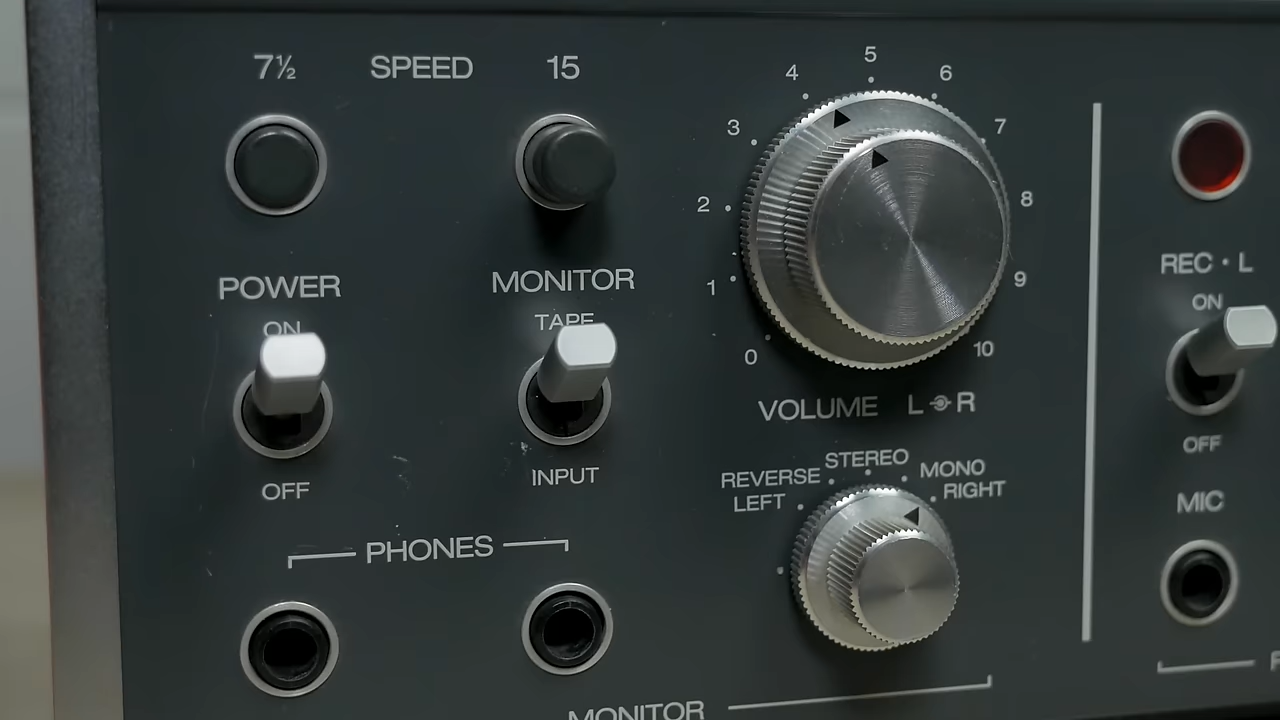 7½ SPEED 15
5
4 6
3 7
2 8
1 9
0 10
VOLUME L R
POWER
ON
OFF
MONITOR
TAPE
INPUT
STEREO
REVERSE MONO
LEFT RIGHT
PHONES
MONITOR
REC · L
ON
OFF
MIC